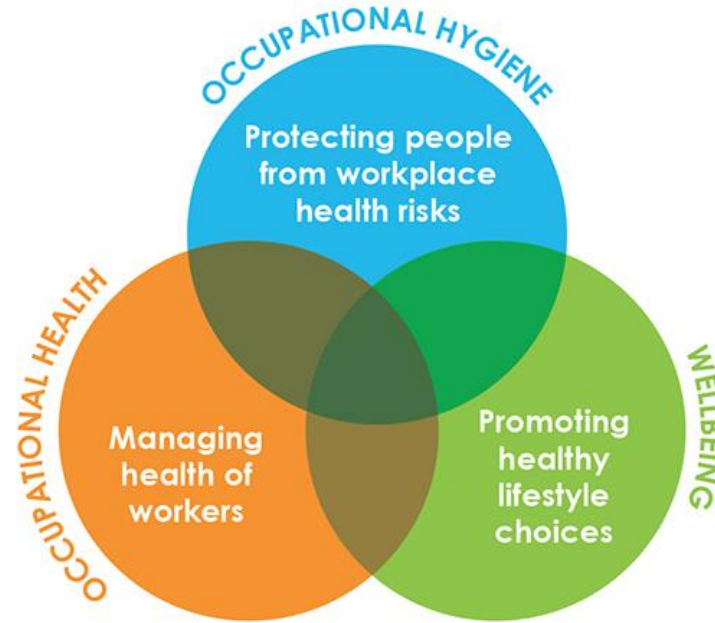 OCCUPATIONAL HYGIENE
Protecting people
from workplace
health risks
OCCUPATIONAL HEALTH
Managing
health of
workers
WELLBEING
Promoting
healthy
lifestyle
choices